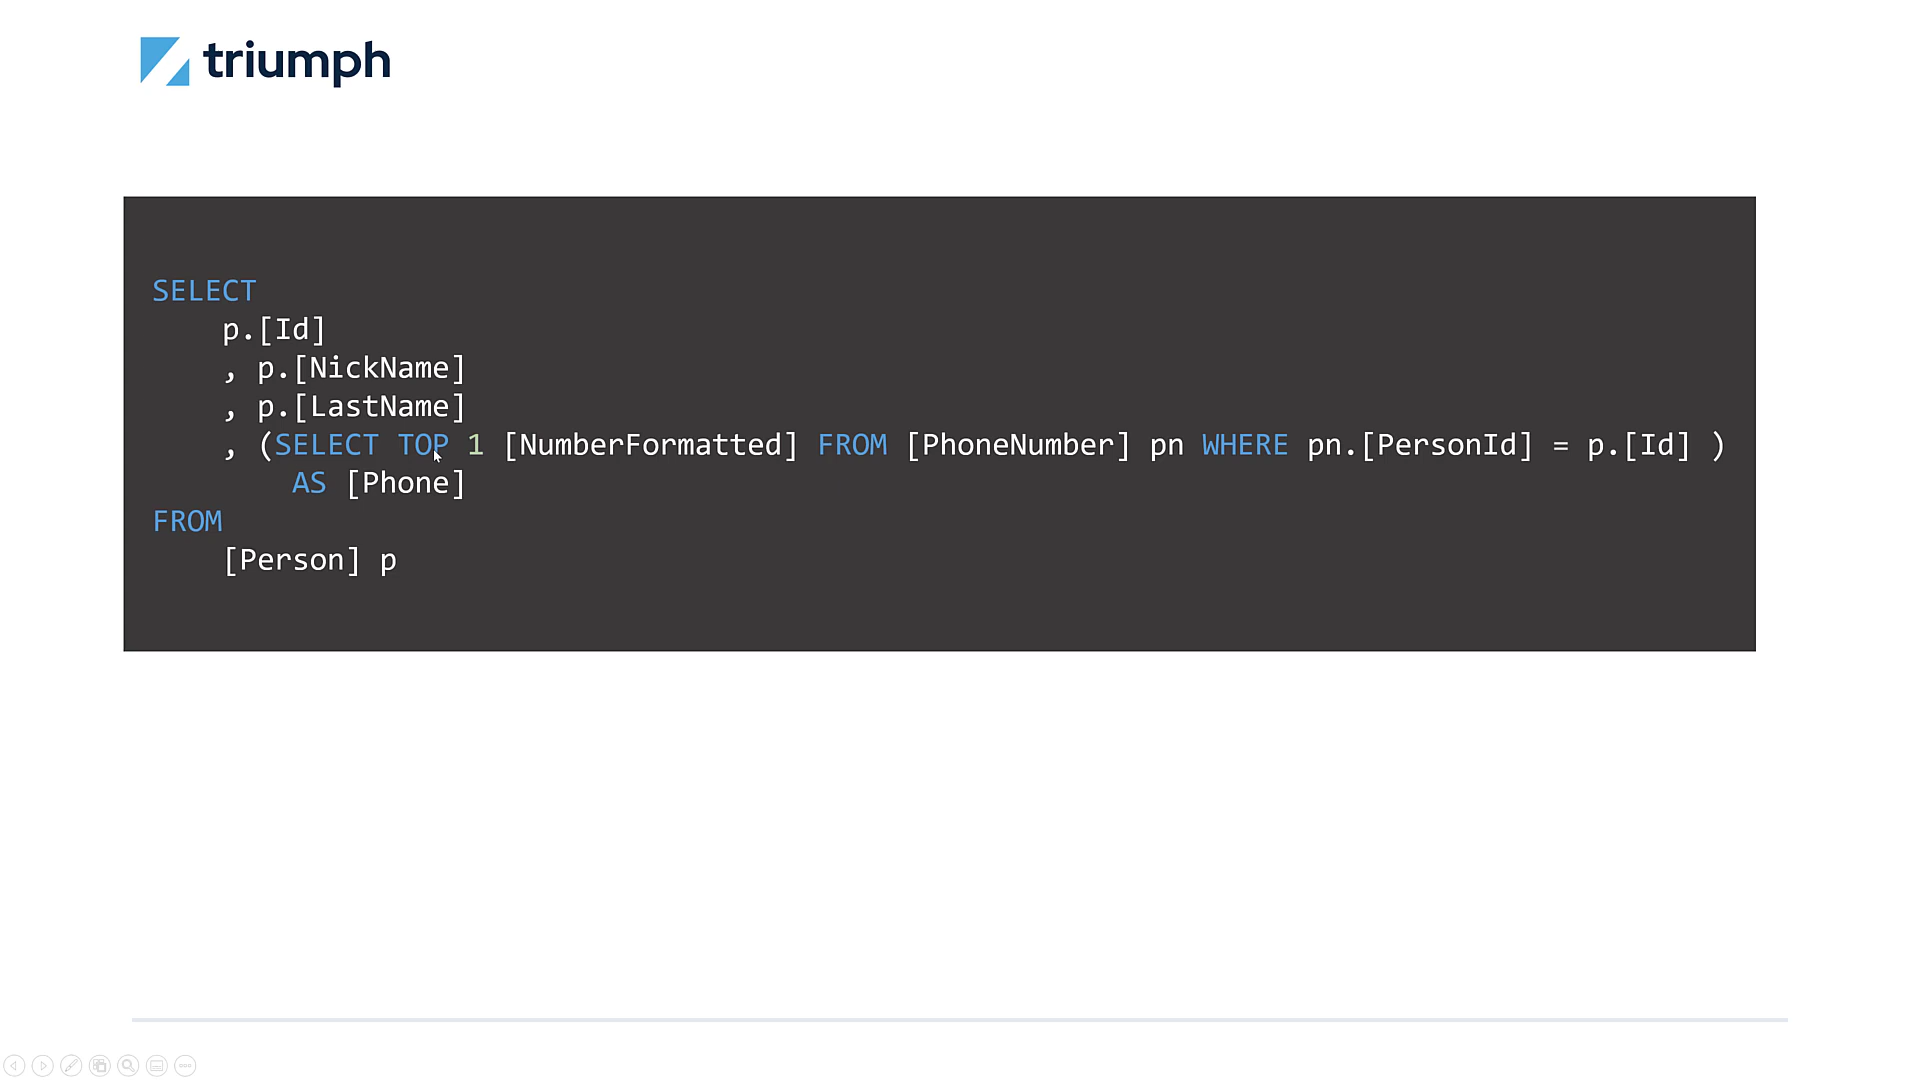 triumph
SELECT
p.[Id]
, p.[NickName]
, p.[LastName]
, (SELECT TOP 1 [NumberFormatted] FROM [PhoneNumber] pn WHERE pn.[PersonId] = p.[Id] )
AS [Phone]
FROM
[Person] p